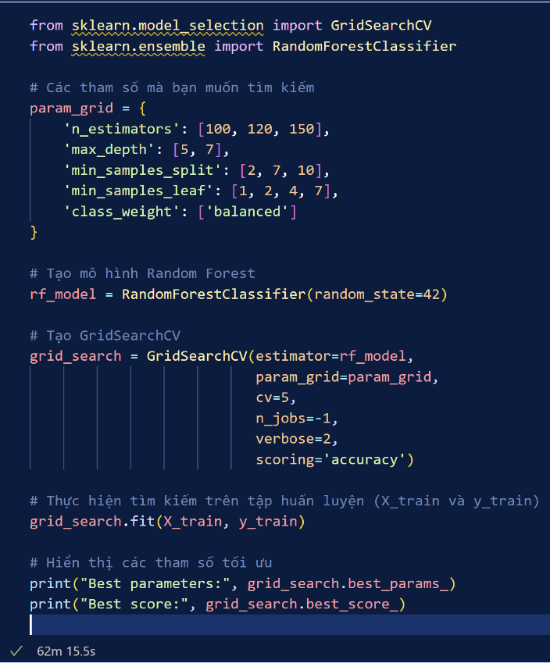 from sklearn.model_selection import GridSearchCV
from sklearn.ensemble import RandomForestClassifier
# Các tham số mà bạn muốn tìm kiếm
param_grid = {
    'n_estimators': [100, 120, 150],
    'max_depth': [5, 7],
    'min_samples_split': [2, 7, 10],
    'min_samples_leaf': [1, 2, 4, 7],
    'class_weight': ['balanced']
}
# Tạo mô hình Random Forest
rf_model = RandomForestClassifier(random_state=42)
# Tạo GridSearchCV
grid_search = GridSearchCV(estimator=rf_model,
                           param_grid=param_grid,
                           cv=5,
                           n_jobs=-1,
                           verbose=2,
                           scoring='accuracy')
# Thực hiện tìm kiếm trên tập huấn luyện (X_train và y_train)
grid_search.fit(X_train, y_train)
# Hiển thị các tham số tối ưu
print("Best parameters:", grid_search.best_params_)
print("Best score:", grid_search.best_score_)
62m 15.5s